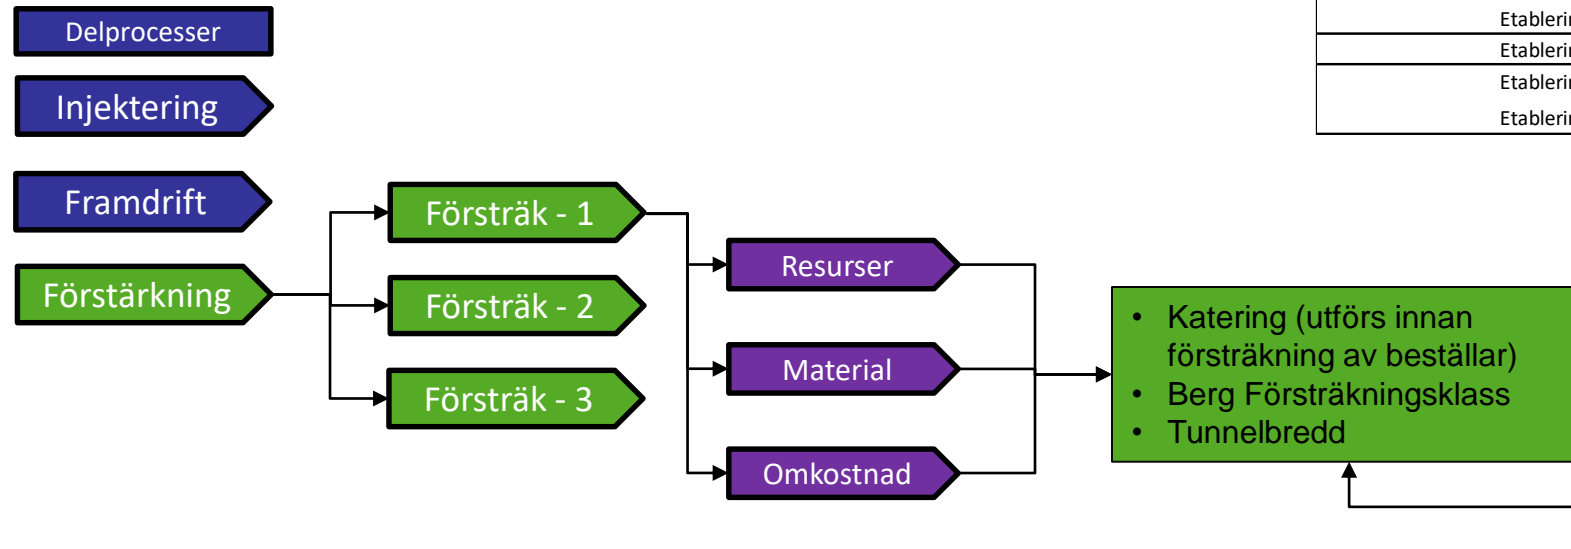 Delprocesser
Injektering
Framdrift
Förstärkning
Försträk - 1
Försträk - 2
Försträk - 3
Resurser
Material
Omkostnad
• Katering (utförs innan
försträkning av beställar)
• Berg Försträkningsklass
• Tunnelbredd